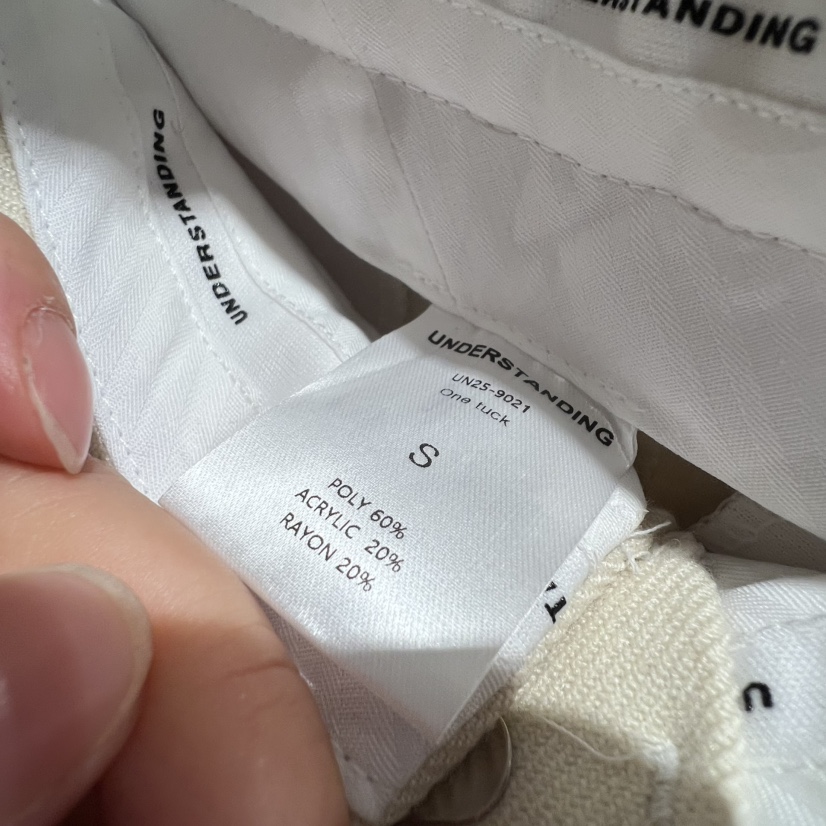 UNDERSTANDING
UNDERSTANDING
UNDERSTANDING
UN25-9021
One tuck
S
POLY 60%
ACRYLIC 20%
RAYON 20%